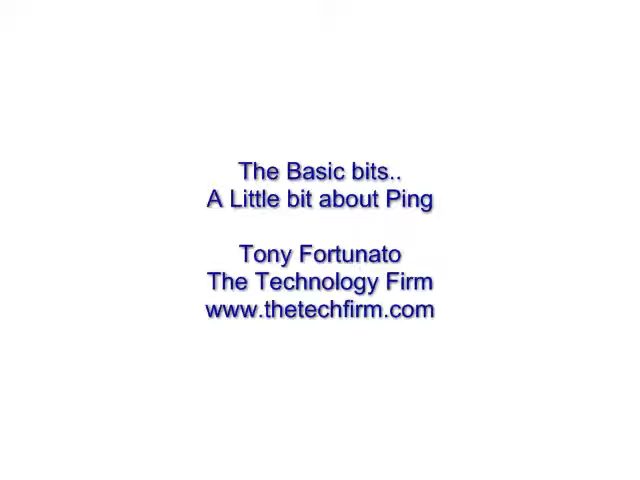 The Basic bits..
A Little bit about Ping
Tony Fortunato
The Technology Firm
www.thetechfirm.com